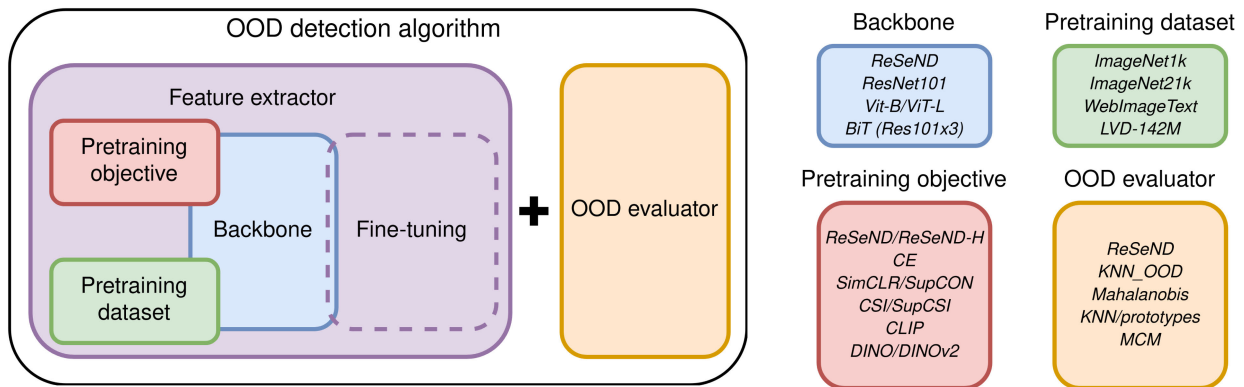 OOD detection algorithm
Feature extractor
Pretraining
objective
Backbone
Fine-tuning
Pretraining
dataset
+
OOD evaluator
Backbone
ReSeND
ResNet101
Vit-B/ViT-L
BiT (Res101x3)
Pretraining dataset
ImageNet1k
ImageNet21k
WebImageText
LVD-142M
Pretraining objective
ReSeND/ReSeND-H
CE
SimCLR/SupCON
CSI/SupCSI
CLIP
DINO/DINOv2
OOD evaluator
ReSeND
KNN_OOD
Mahalanobis
KNN/prototypes
MCM